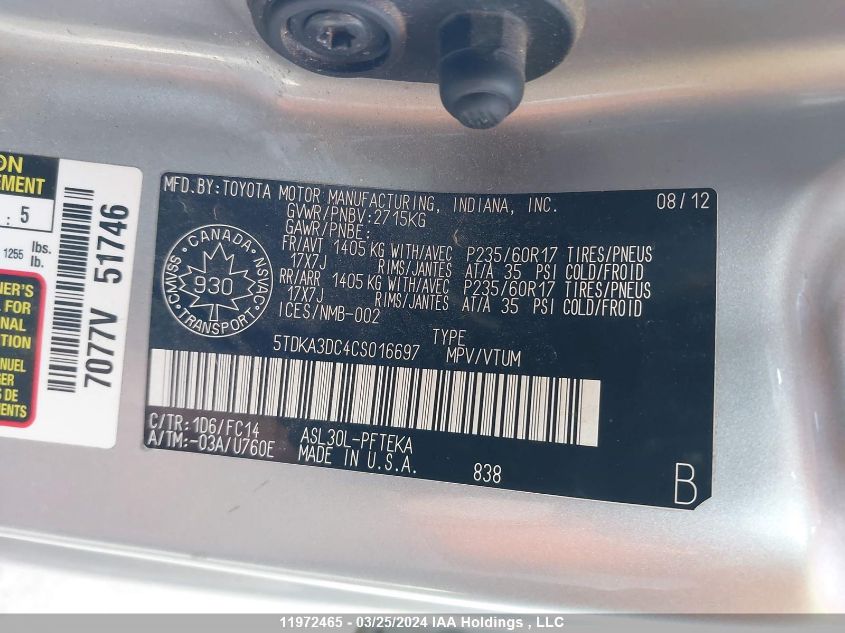 ON
EMENT
: 5
1255 lbs.
lb.
NER'S
L FOR
ONAL
ION
NUEL
GER
S DE
MENTS
7077V 51746
MFD.BY:TOYOTA MOTOR MANUFACTURING, INDIANA, INC. 08/12
GVWR/PNBV:2715KG
GAWR/PNBE:
FR/AVT 1405 KG WITH/AVEC P235/60R17 TIRES/PNEUS
17X7J RIMS/JANTES AT/A 35 PSI COLD/FROID
RR/ARR 1405 KG WITH/AVEC P235/60R17 TIRES/PNEUS
17X7J RIMS/JANTES AT/A 35 PSI COLD/FROID
ICES/NMB-002
CANADA
CMVSS NSVAC
930
TRANSPORT
5TDKA3DC4CS016697 TYPE
MPV/VTUM
C/TR:1D6/FC14 ASL30L-PFTEKA
A/TM:-03A/U760E MADE IN U.S.A. 838
B
11972465 - 03/25/2024 IAA Holdings , LLC